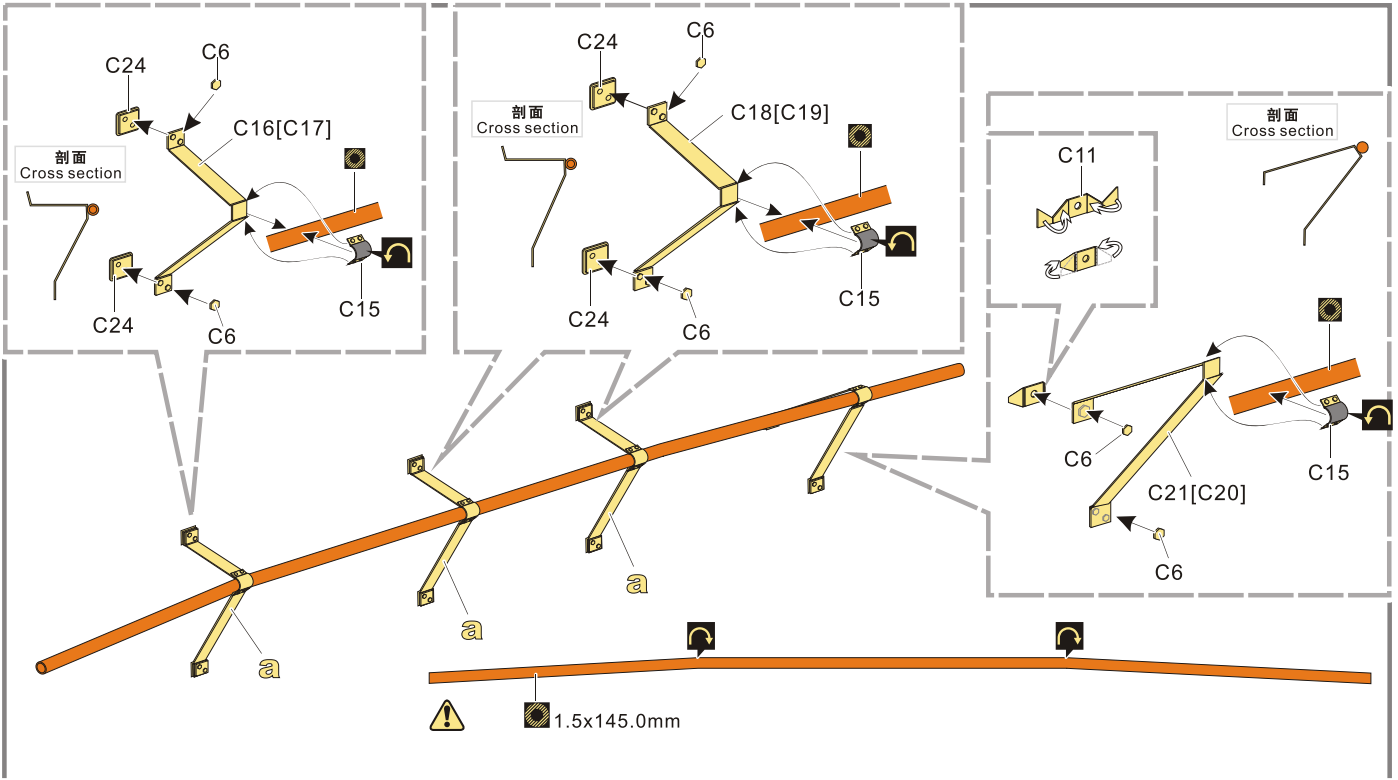 C24
C6
C16[C17]
剖面
Cross section
C24
C6
C15
C24
C6
C18[C19]
剖面
Cross section
C24
C6
C15
剖面
Cross section
C11
C6
C15
C21[C20]
C6
a
a
a
1.5x145.0mm